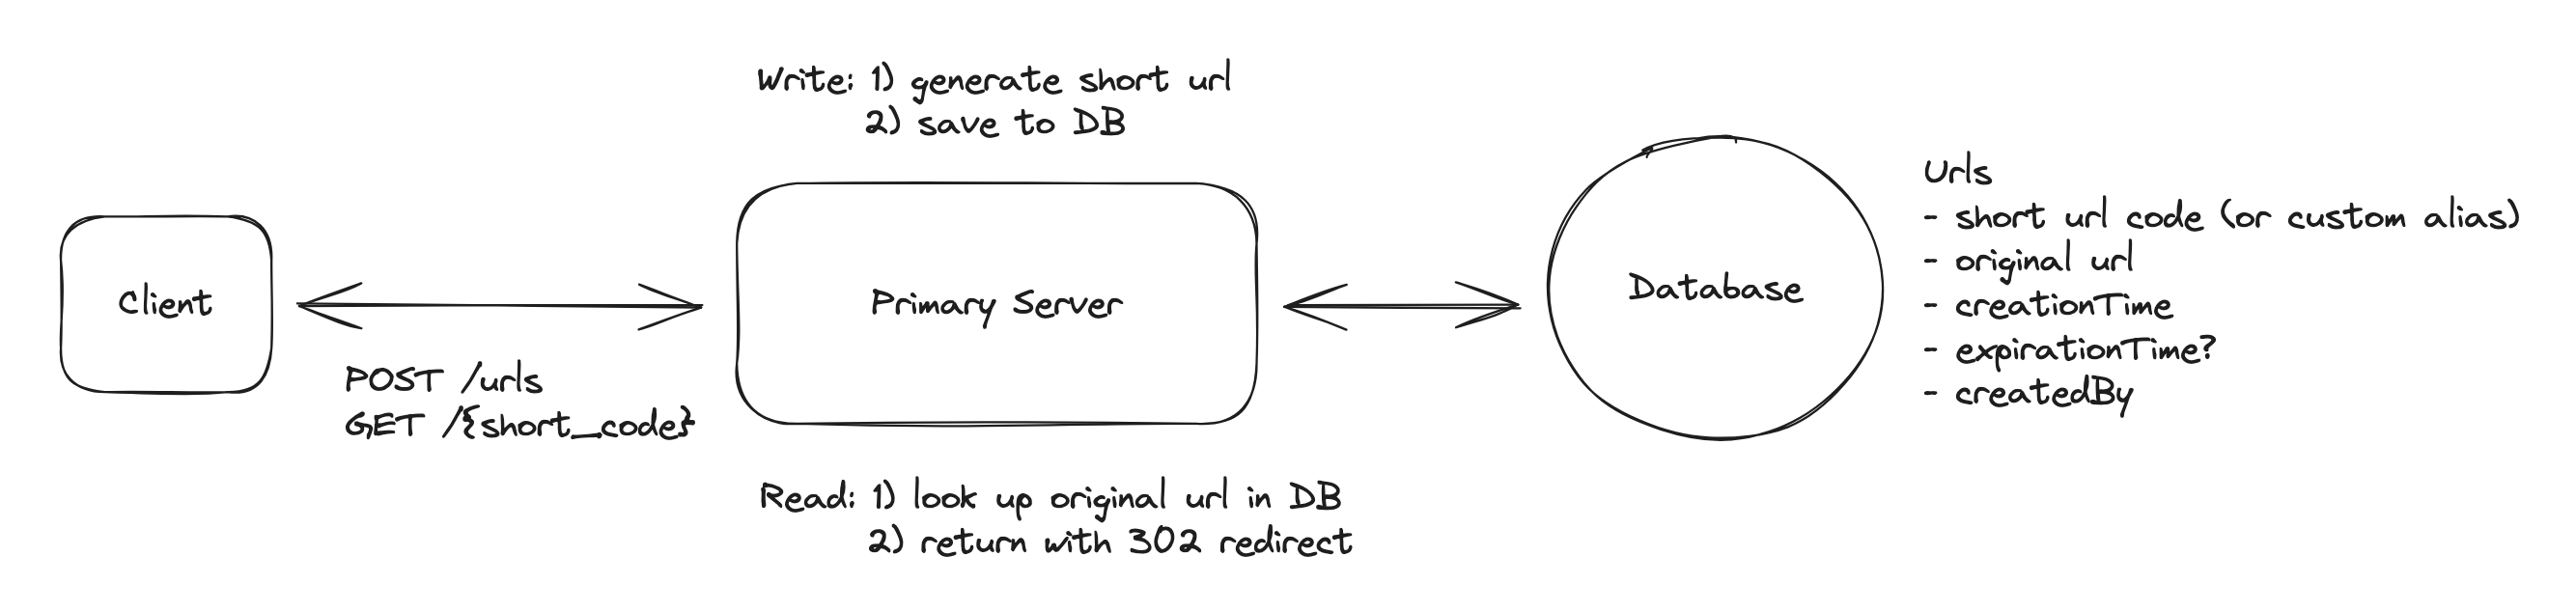 Write: 1) generate short url
2) save to DB
Client
POST /urls
GET /{short_code}
Primary Server
Read: 1) look up original url in DB
2) return with 302 redirect
Database
Urls
- short url code (or custom alias)
- original url
- creationTime
- expirationTime?
- createdBy